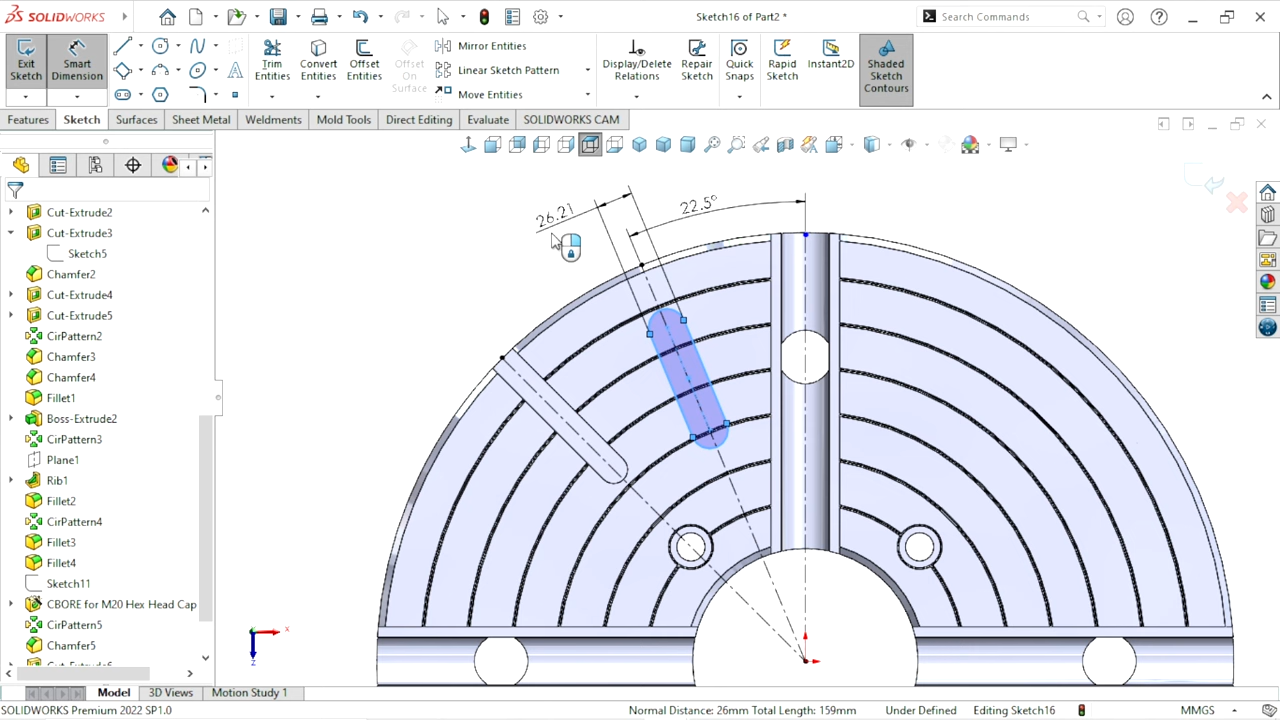 SOLIDWORKS
Sketch16 of Part2 *
Search Commands
Exit Sketch
Smart Dimension
Trim Entities
Convert Entities
Offset Entities
Offset On Surface
Mirror Entities
Linear Sketch Pattern
Move Entities
Display/Delete Relations
Repair Sketch
Quick Snaps
Rapid Sketch
Instant2D
Shaded Sketch Contours
Features
Sketch
Surfaces
Sheet Metal
Weldments
Mold Tools
Direct Editing
Evaluate
SOLIDWORKS CAM
Cut-Extrude2
Cut-Extrude3
Sketch5
Chamfer2
Cut-Extrude4
Cut-Extrude5
CirPattern2
Chamfer3
Chamfer4
Fillet1
Boss-Extrude2
CirPattern3
Plane1
Rib1
Fillet2
CirPattern4
Fillet3
Fillet4
Sketch11
CBORE for M20 Hex Head Cap
CirPattern5
Chamfer5
Cut-Extrude6
26.21
22.5°
X
Z
Model
3D Views
Motion Study 1
SOLIDWORKS Premium 2022 SP1.0
Normal Distance: 26mm Total Length: 159mm
Under Defined
Editing Sketch16
MMGS